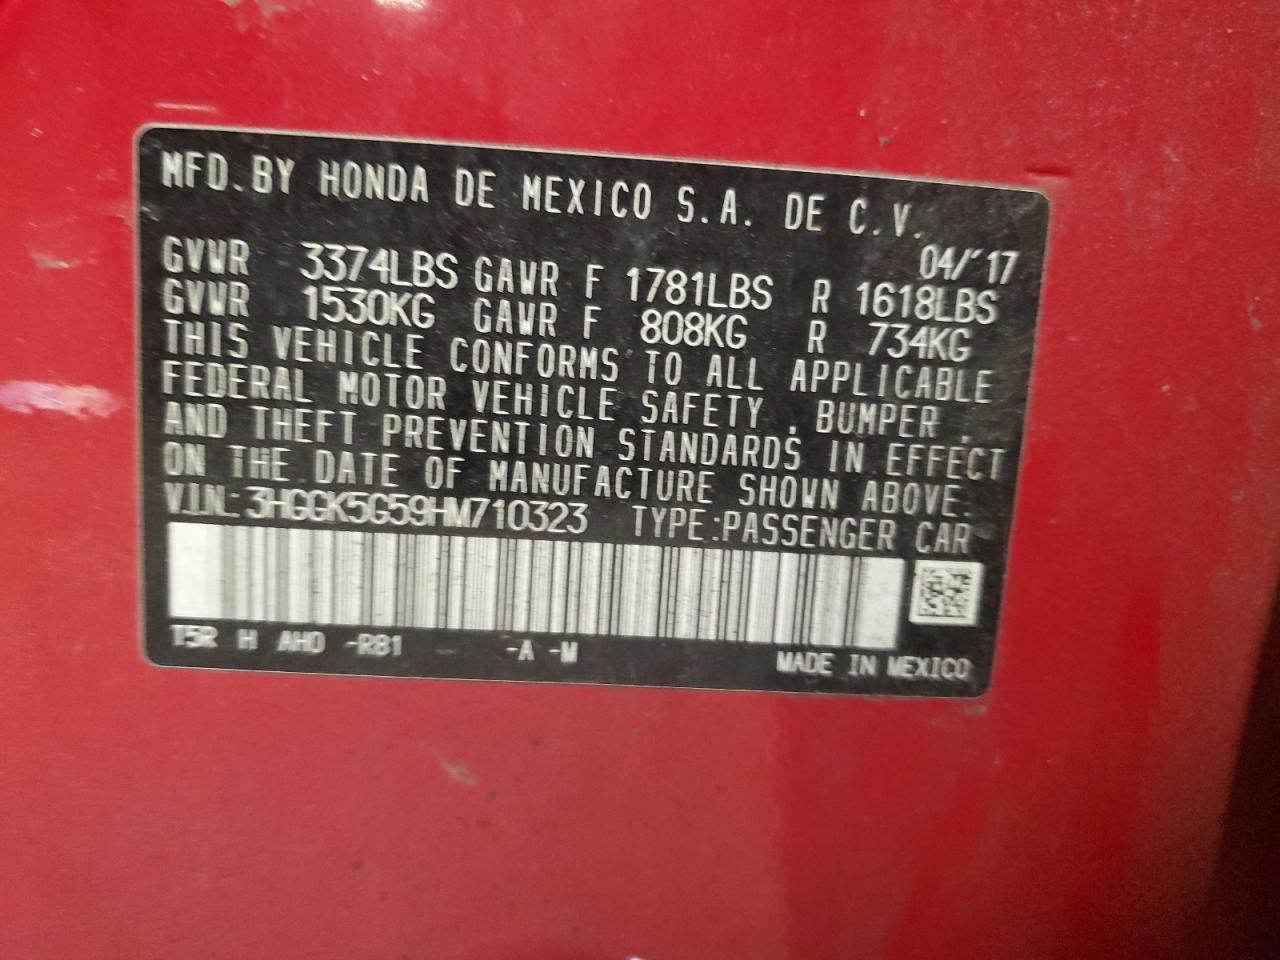 MFD. BY HONDA DE MEXICO S.A. DE C.V.
04/'17
GVWR 3374LBS GAWR F 1781LBS R 1618LBS
GVWR 1530KG GAWR F 808KG R 734KG
THIS VEHICLE CONFORMS TO ALL APPLICABLE
FEDERAL MOTOR VEHICLE SAFETY, BUMPER,
AND THEFT PREVENTION STANDARDS IN EFFECT
ON THE DATE OF MANUFACTURE SHOWN ABOVE.
V.I.N.: 3HGGK5G59HM710323 TYPE:PASSENGER CAR
T5R H AHO -R81 -A -M
MADE IN MEXICO